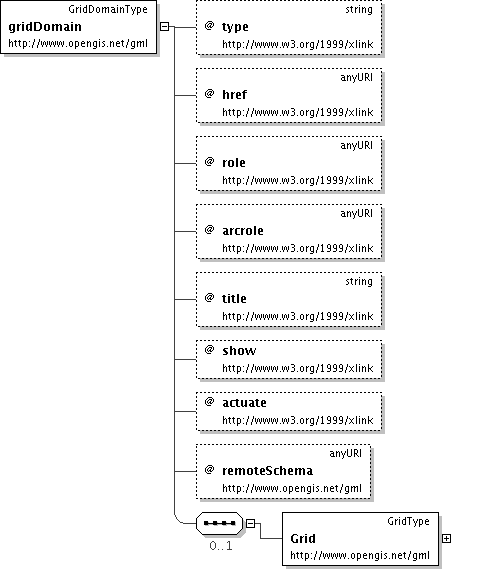 GridDomainType
gridDomain
http://www.opengis.net/gml
string
@ type
http://www.w3.org/1999/xlink
anyURI
@ href
http://www.w3.org/1999/xlink
anyURI
@ role
http://www.w3.org/1999/xlink
anyURI
@ arcrole
http://www.w3.org/1999/xlink
string
@ title
http://www.w3.org/1999/xlink
@ show
http://www.w3.org/1999/xlink
@ actuate
http://www.w3.org/1999/xlink
anyURI
@ remoteSchema
http://www.opengis.net/gml
0..1
GridType
Grid
http://www.opengis.net/gml